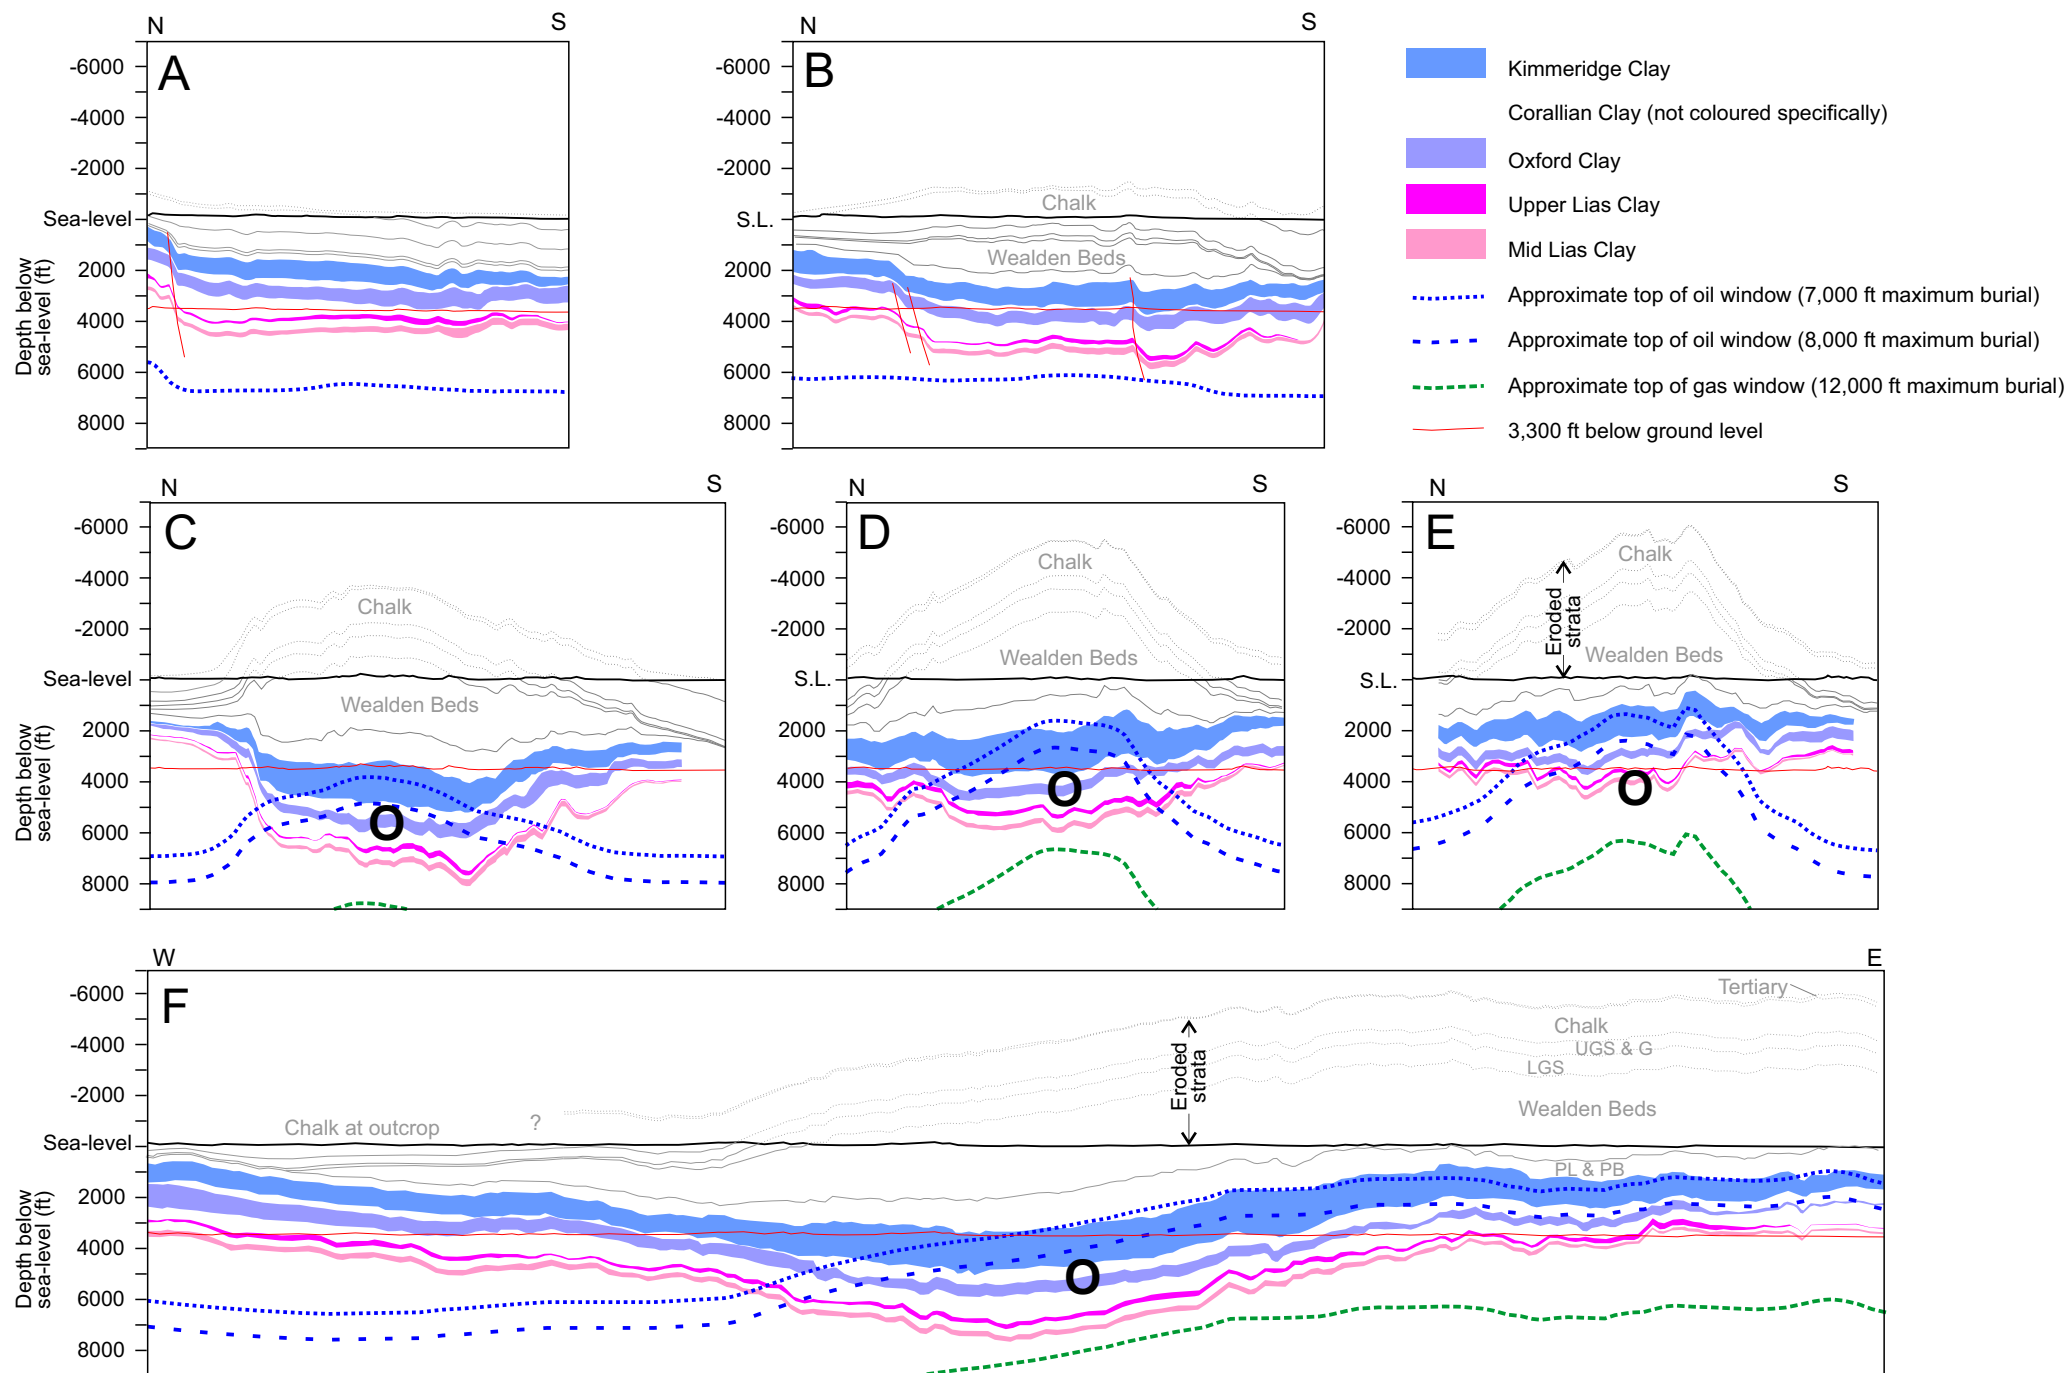 N
S
N
S
A
B
-6000
-4000
-2000
Sea-level
2000
4000
6000
8000
Depth below
sea-level (ft)
-6000
-4000
-2000
S.L.
2000
4000
6000
8000
Chalk
Wealden Beds
Kimmeridge Clay
Corallian Clay (not coloured specifically)
Oxford Clay
Upper Lias Clay
Mid Lias Clay
Approximate top of oil window (7,000 ft maximum burial)
Approximate top of oil window (8,000 ft maximum burial)
Approximate top of gas window (12,000 ft maximum burial)
3,300 ft below ground level
N
S
N
S
N
S
C
D
E
-6000
-4000
-2000
Sea-level
2000
4000
6000
8000
Depth below
sea-level (ft)
Chalk
Wealden Beds
O
-6000
-4000
-2000
S.L.
2000
4000
6000
8000
Chalk
Wealden Beds
O
-6000
-4000
-2000
S.L.
2000
4000
6000
8000
Chalk
Eroded
strata
Wealden Beds
O
W
E
F
-6000
-4000
-2000
Sea-level
2000
4000
6000
8000
Depth below
sea-level (ft)
Tertiary
Chalk
UGS & G
LGS
Eroded
strata
Wealden Beds
Chalk at outcrop
?
PL & PB
O